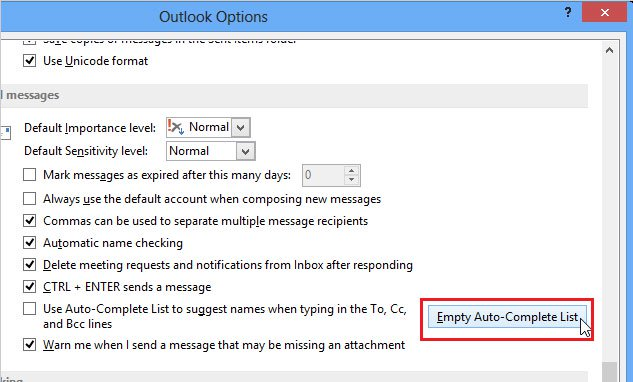 Outlook Options
?
Save copies of messages in the Sent Items folder
Use Unicode format
messages
Default Importance level: Normal
Default Sensitivity level: Normal
Mark messages as expired after this many days: 0
Always use the default account when composing new messages
Commas can be used to separate multiple message recipients
Automatic name checking
Delete meeting requests and notifications from Inbox after responding
CTRL + ENTER sends a message
Use Auto-Complete List to suggest names when typing in the To, Cc,
and Bcc lines
Empty Auto-Complete List
Warn me when I send a message that may be missing an attachment